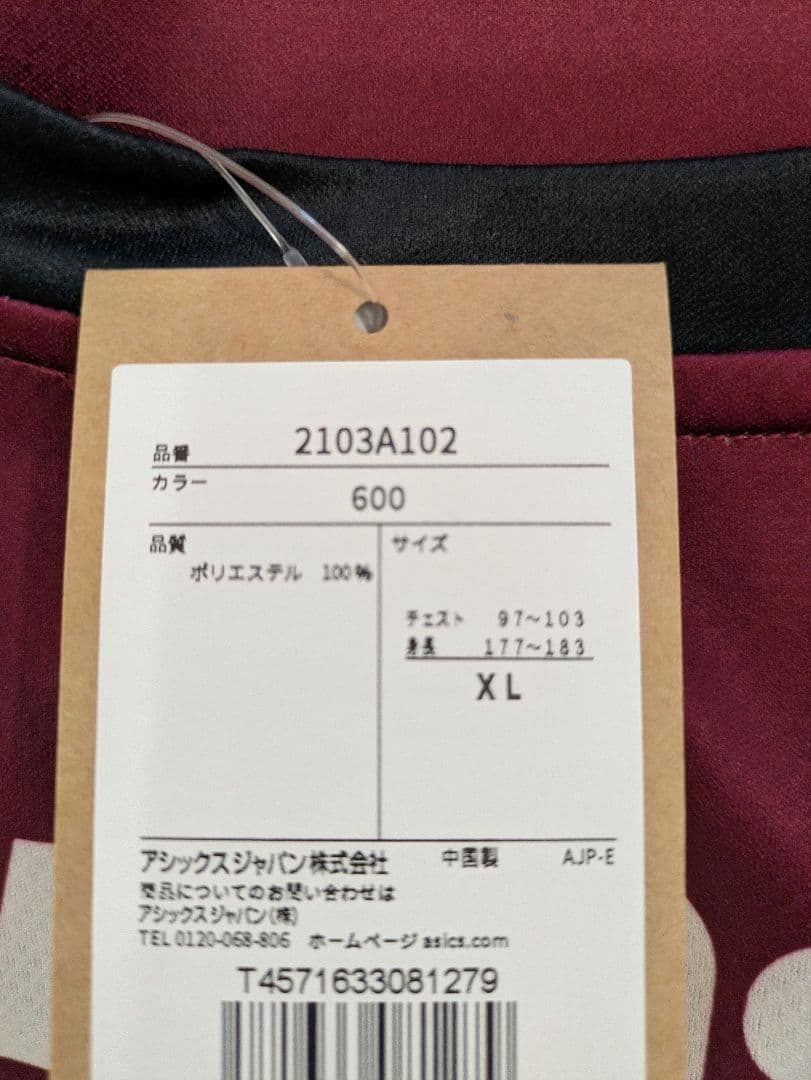 品番 2103A102
カラー
600
品質
ポリエステル 100%
サイズ
チェスト 97～103
身長 177～183
XL
アシックスジャパン株式会社 中国製 AJP-E
商品についてのお問い合わせは
アシックスジャパン(株)
TEL 0120-068-806 ホームページ asics.com
T4571633081279